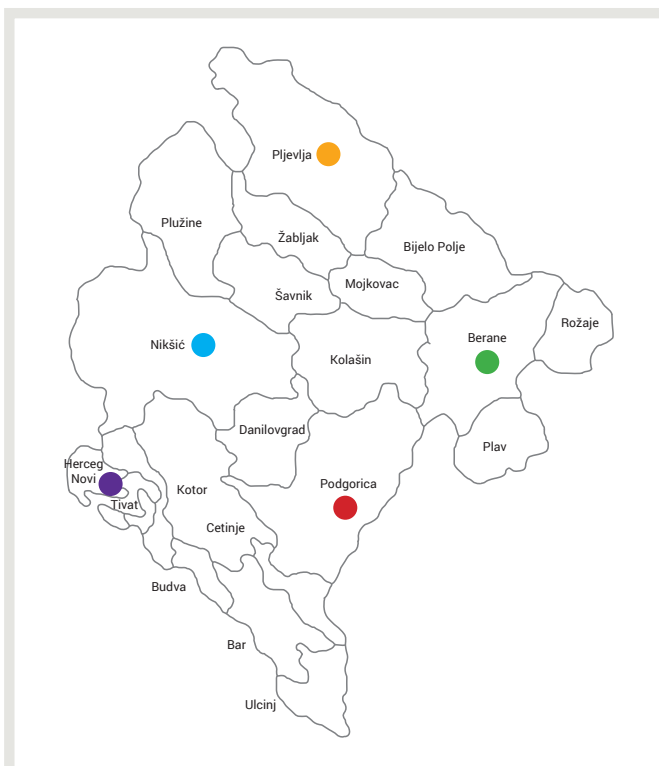 Pljevlja
Plužine
Žabljak
Bijelo Polje
Šavnik
Mojkovac
Rožaje
Nikšić
Berane
Kolašin
Danilovgrad
Plav
Herceg
Novi
Podgorica
Kotor
Tivat
Cetinje
Budva
Bar
Ulcinj